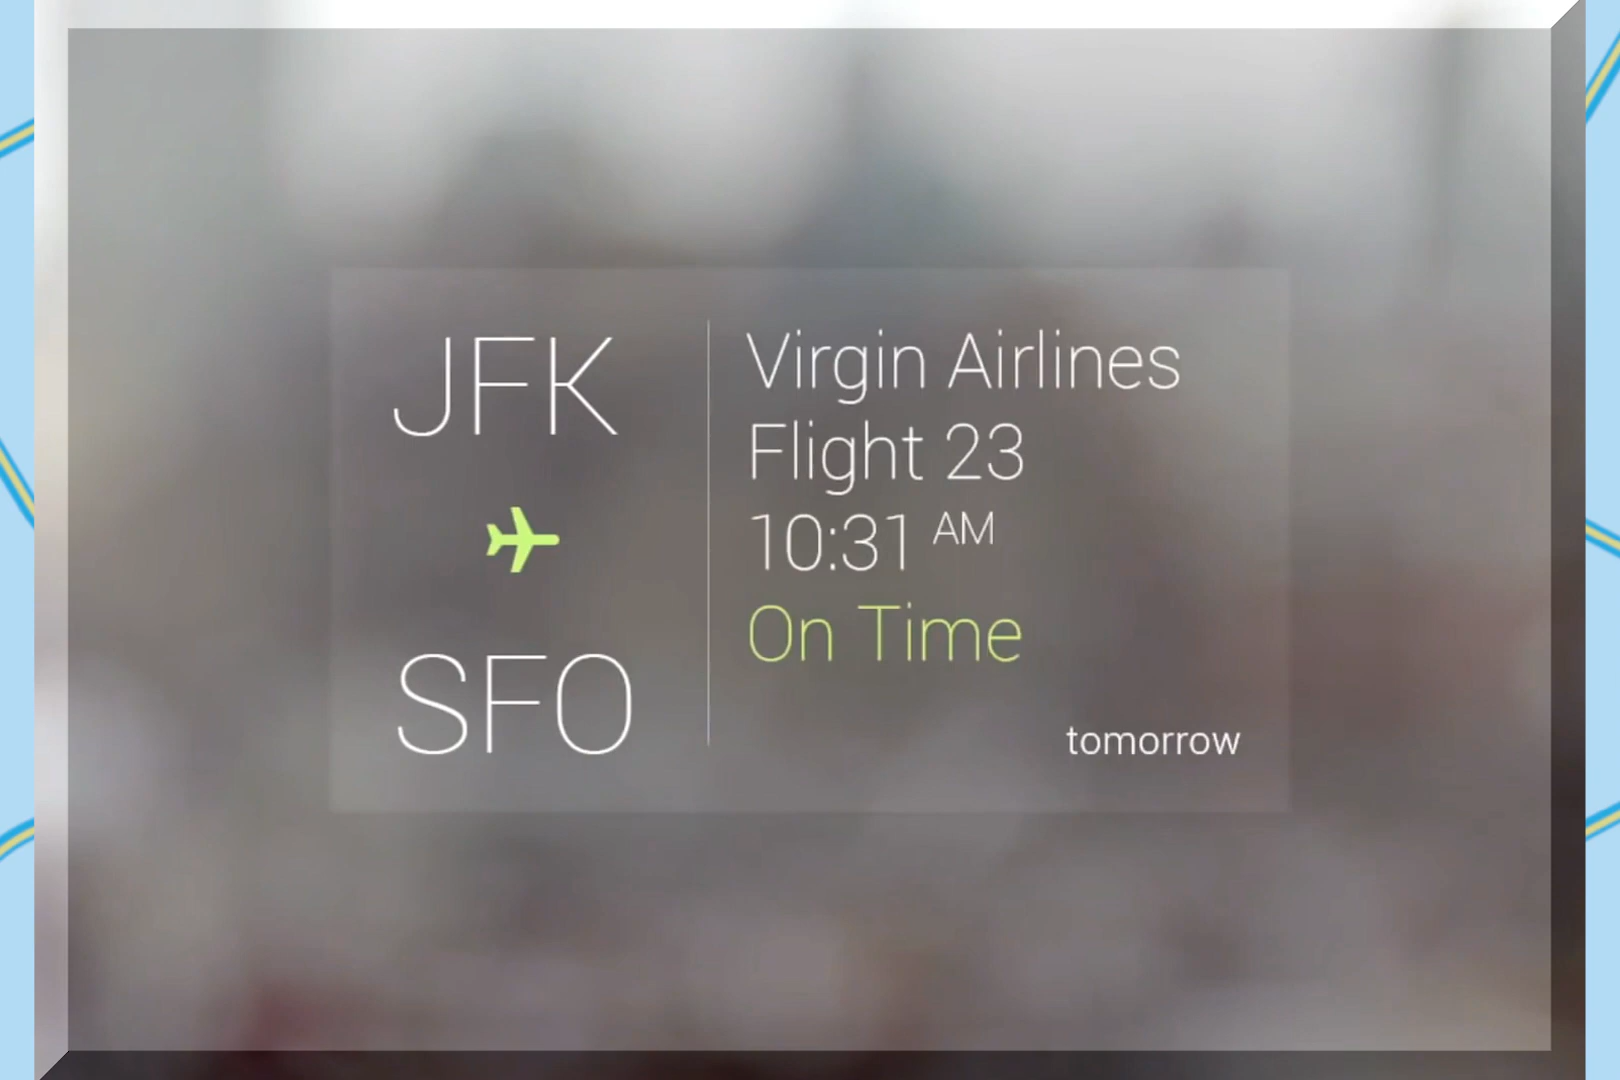 JFK
SFO
Virgin Airlines
Flight 23
10:31 AM
On Time
tomorrow